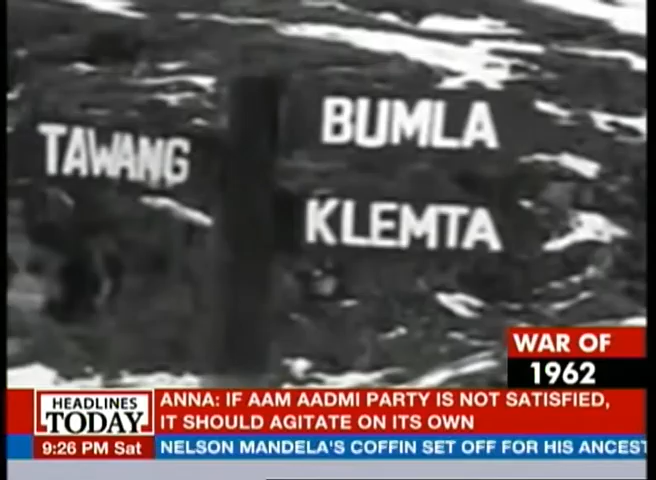 TAWANG
BUMLA
KLEMTA
WAR OF
1962
HEADLINES
TODAY
ANNA: IF AAM AADMI PARTY IS NOT SATISFIED,
IT SHOULD AGITATE ON ITS OWN
9:26 PM Sat
NELSON MANDELA'S COFFIN SET OFF FOR HIS ANCEST